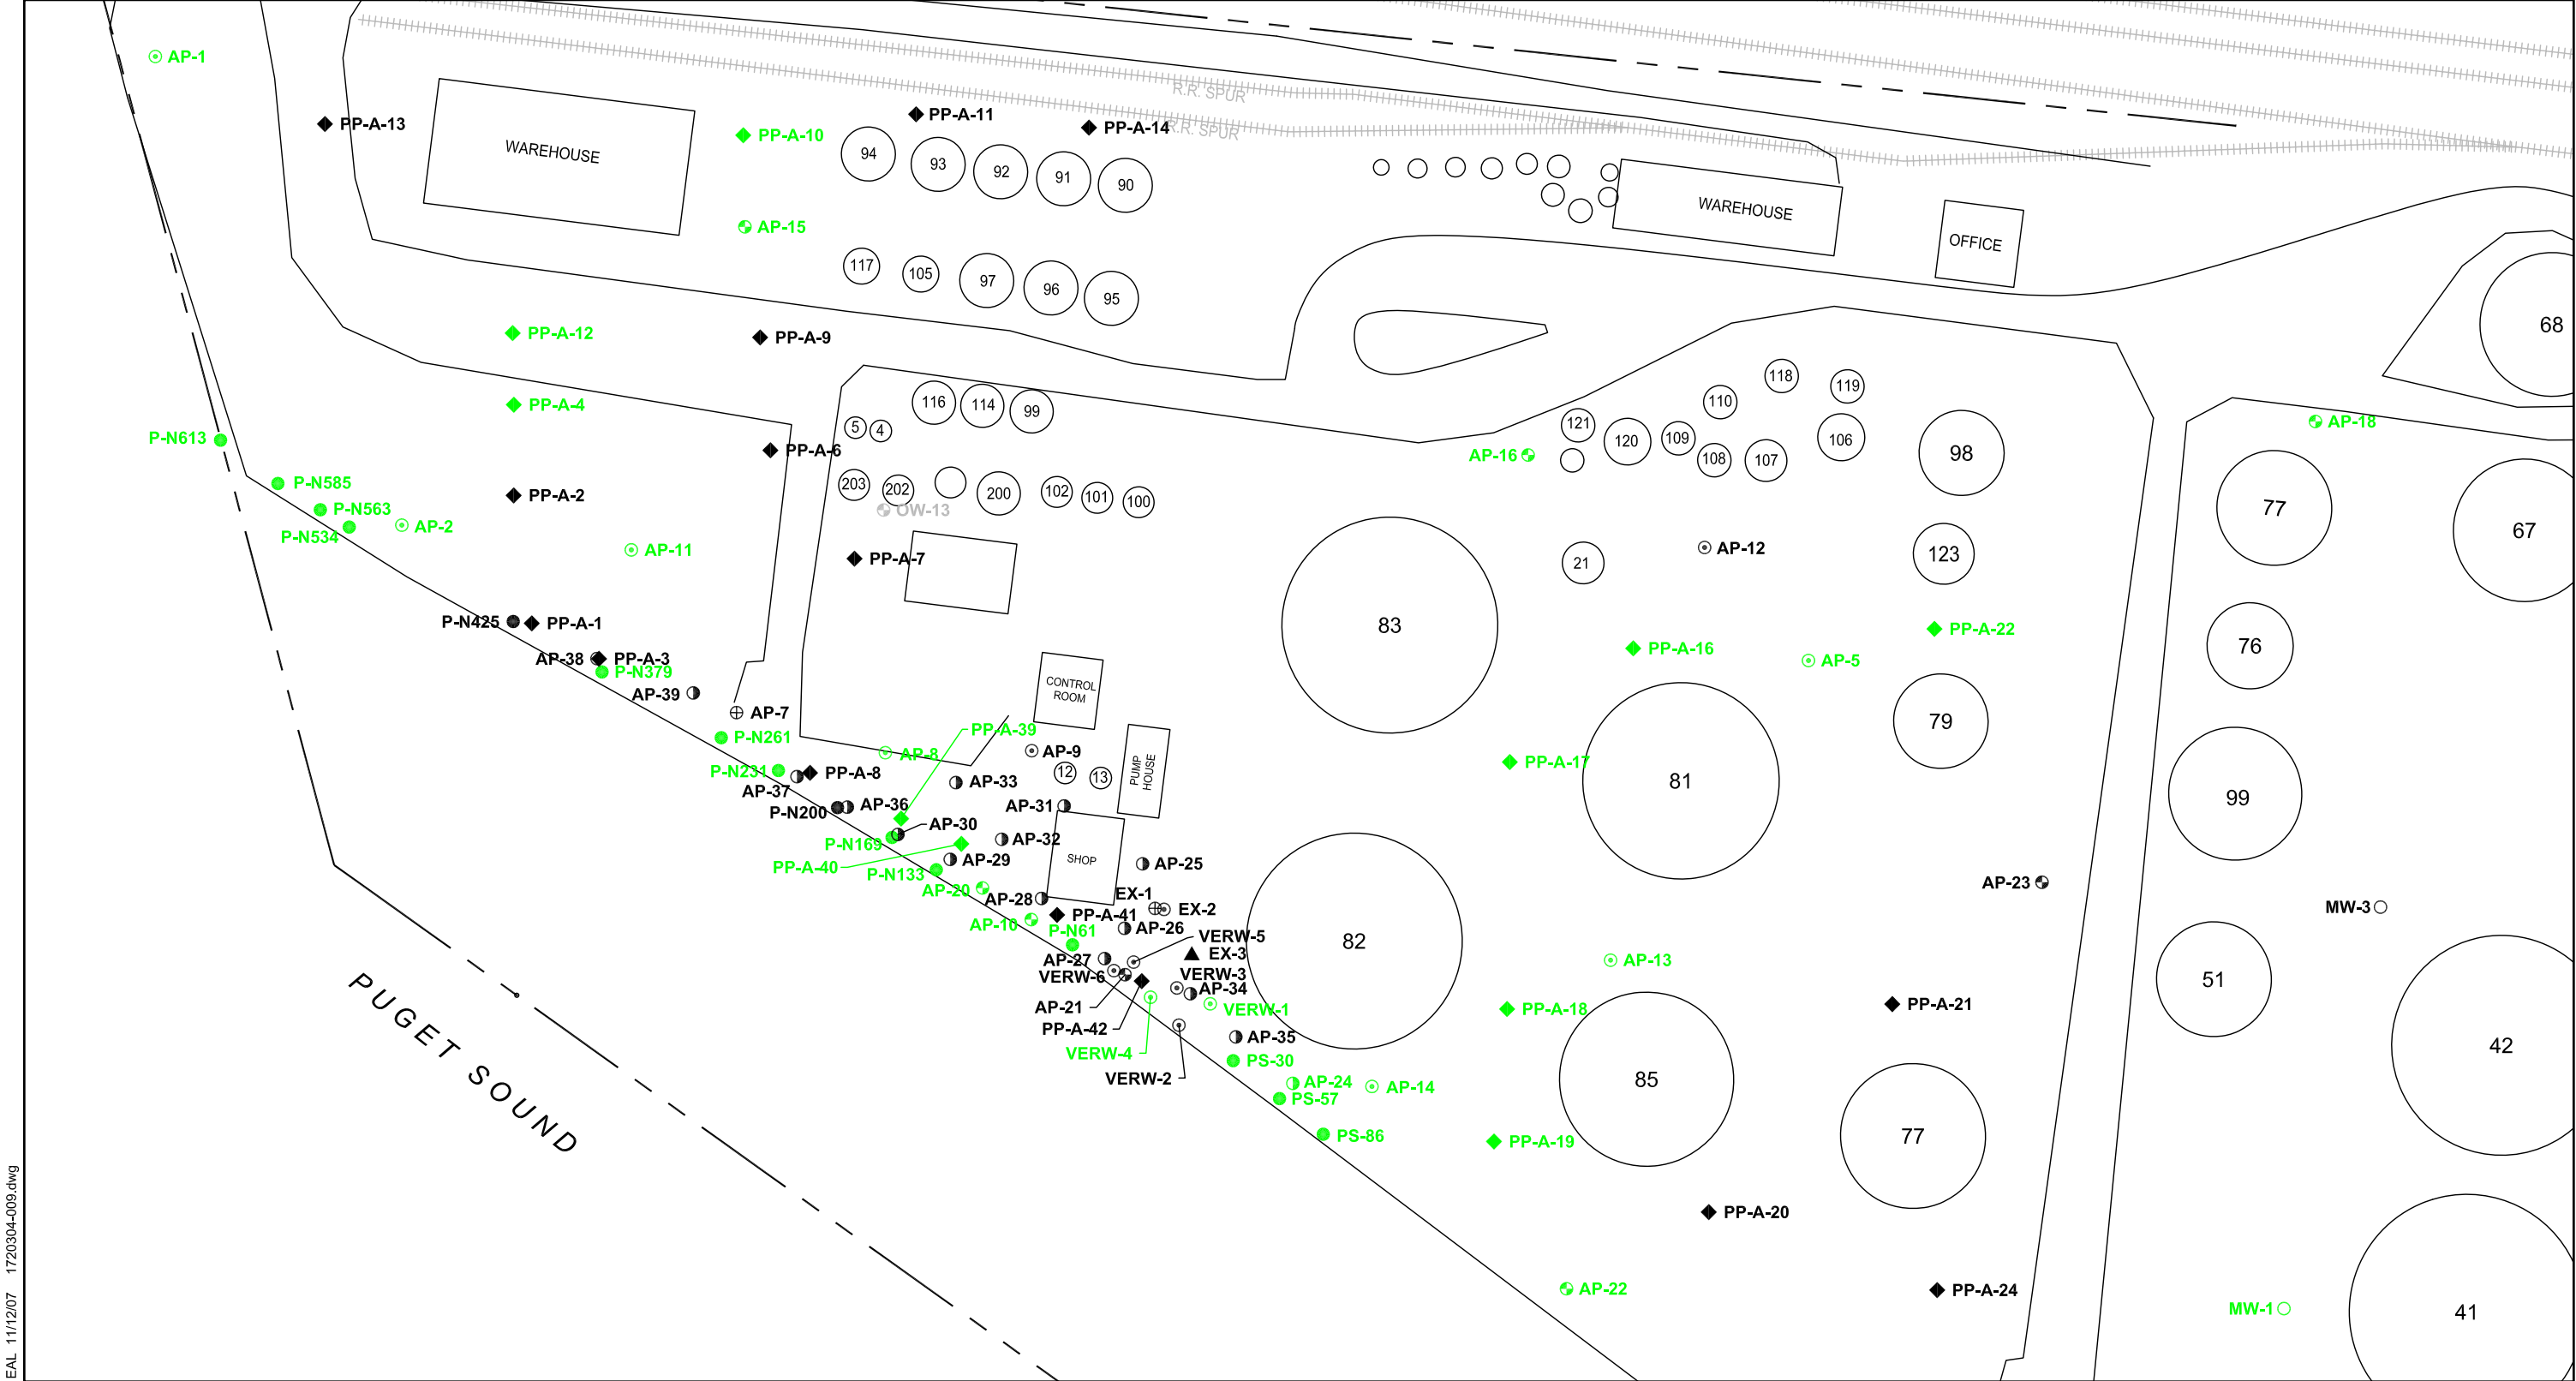 AP-1
R.R. SPUR
R.R. SPUR
PP-A-13
PP-A-10
PP-A-11
PP-A-14
WAREHOUSE
94
93
92
91
90
WAREHOUSE
OFFICE
AP-15
117
105
97
96
95
68
PP-A-12
PP-A-9
118
119
116
114
99
110
PP-A-4
5
4
121
120
109
106
98
AP-18
P-N613
PP-A-6
AP-16
108
107
P-N585
203
202
200
102
101
100
PP-A-2
77
67
P-N563
OW-13
P-N534
AP-2
AP-11
PP-A-7
21
AP-12
123
P-N425
PP-A-1
83
PP-A-22
76
AP-38
PP-A-3
P-N379
PP-A-16
AP-5
CONTROL
ROOM
AP-39
AP-7
79
P-N261
PP-A-39
AP-8
AP-9
PUMP
HOUSE
PP-A-17
P-N231
PP-A-8
12
13
AP-33
81
99
AP-37
P-N200
AP-36
AP-31
AP-30
P-N169
AP-32
PP-A-40
AP-29
SHOP
AP-25
P-N133
AP-20
AP-28
EX-1
EX-2
AP-23
MW-3
AP-10
PP-A-41
P-N61
AP-26
VERW-5
82
AP-27
EX-3
VERW-6
VERW-3
AP-13
51
AP-34
AP-21
VERW-1
PP-A-18
PP-A-21
PP-A-42
AP-35
VERW-4
PS-30
42
VERW-2
AP-24
AP-14
85
PS-57
PS-86
PP-A-19
77
PUGET SOUND
PP-A-20
AP-22
PP-A-24
MW-1
41
EAL 11/12/07 1720304-009.dwg